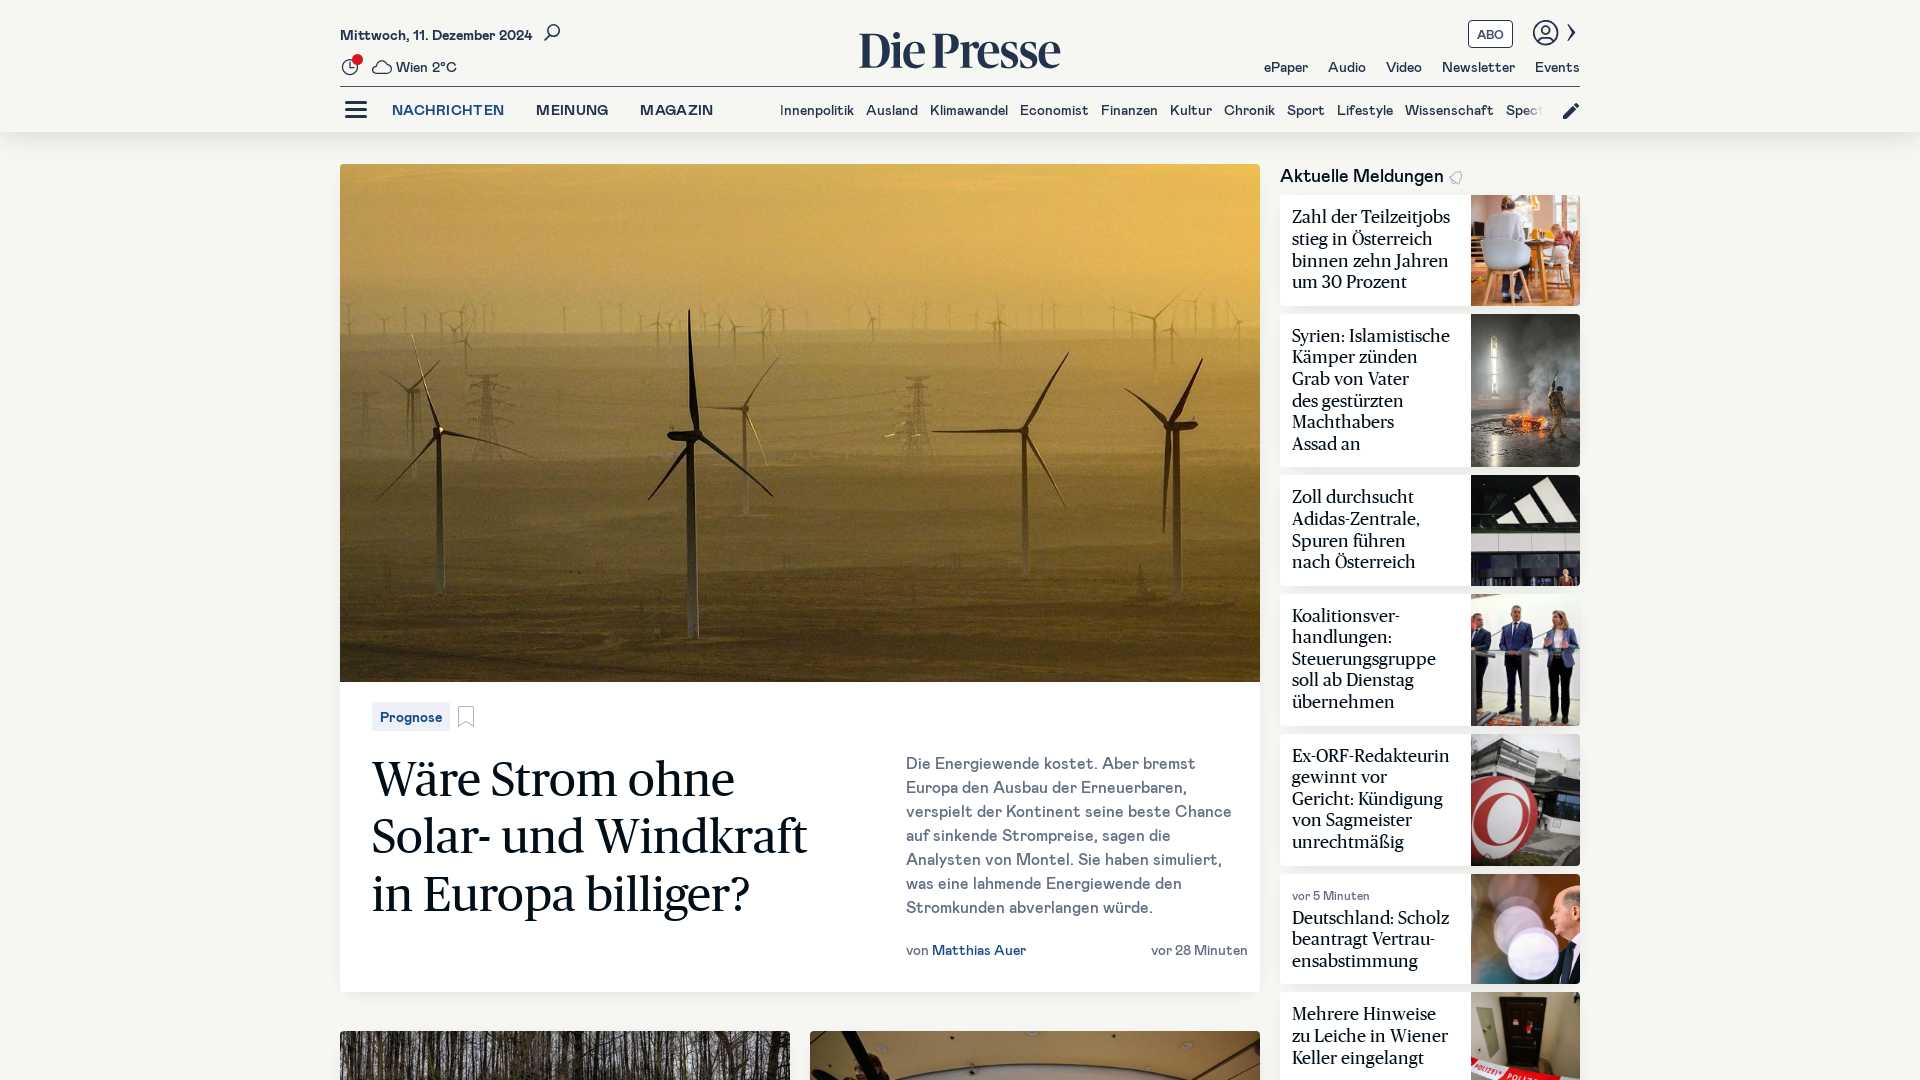 Mittwoch, 11. Dezember 2024
Wien 2°C
Die Presse
ABO
ePaper Audio Video Newsletter Events
NACHRICHTEN MEINUNG MAGAZIN
Innenpolitik Ausland Klimawandel Economist Finanzen Kultur Chronik Sport Lifestyle Wissenschaft Spect
Prognose
Wäre Strom ohne
Solar- und Windkraft
in Europa billiger?
Die Energiewende kostet. Aber bremst
Europa den Ausbau der Erneuerbaren,
verspielt der Kontinent seine beste Chance
auf sinkende Strompreise, sagen die
Analysten von Montel. Sie haben simuliert,
was eine lahmende Energiewende den
Stromkunden abverlangen würde.
von Matthias Auer
vor 28 Minuten
Aktuelle Meldungen
Zahl der Teilzeitjobs
stieg in Österreich
binnen zehn Jahren
um 30 Prozent
Syrien: Islamistische
Kämper zünden
Grab von Vater
des gestürzten
Machthabers
Assad an
Zoll durchsucht
Adidas-Zentrale,
Spuren führen
nach Österreich
Koalitionsver-
handlungen:
Steuerungsgruppe
soll ab Dienstag
übernehmen
Ex-ORF-Redakteurin
gewinnt vor
Gericht: Kündigung
von Sagmeister
unrechtmäßig
vor 5 Minuten
Deutschland: Scholz
beantragt Vertrau-
ensabstimmung
Mehrere Hinweise
zu Leiche in Wiener
Keller eingelangt
POLIZEI POLIZEI